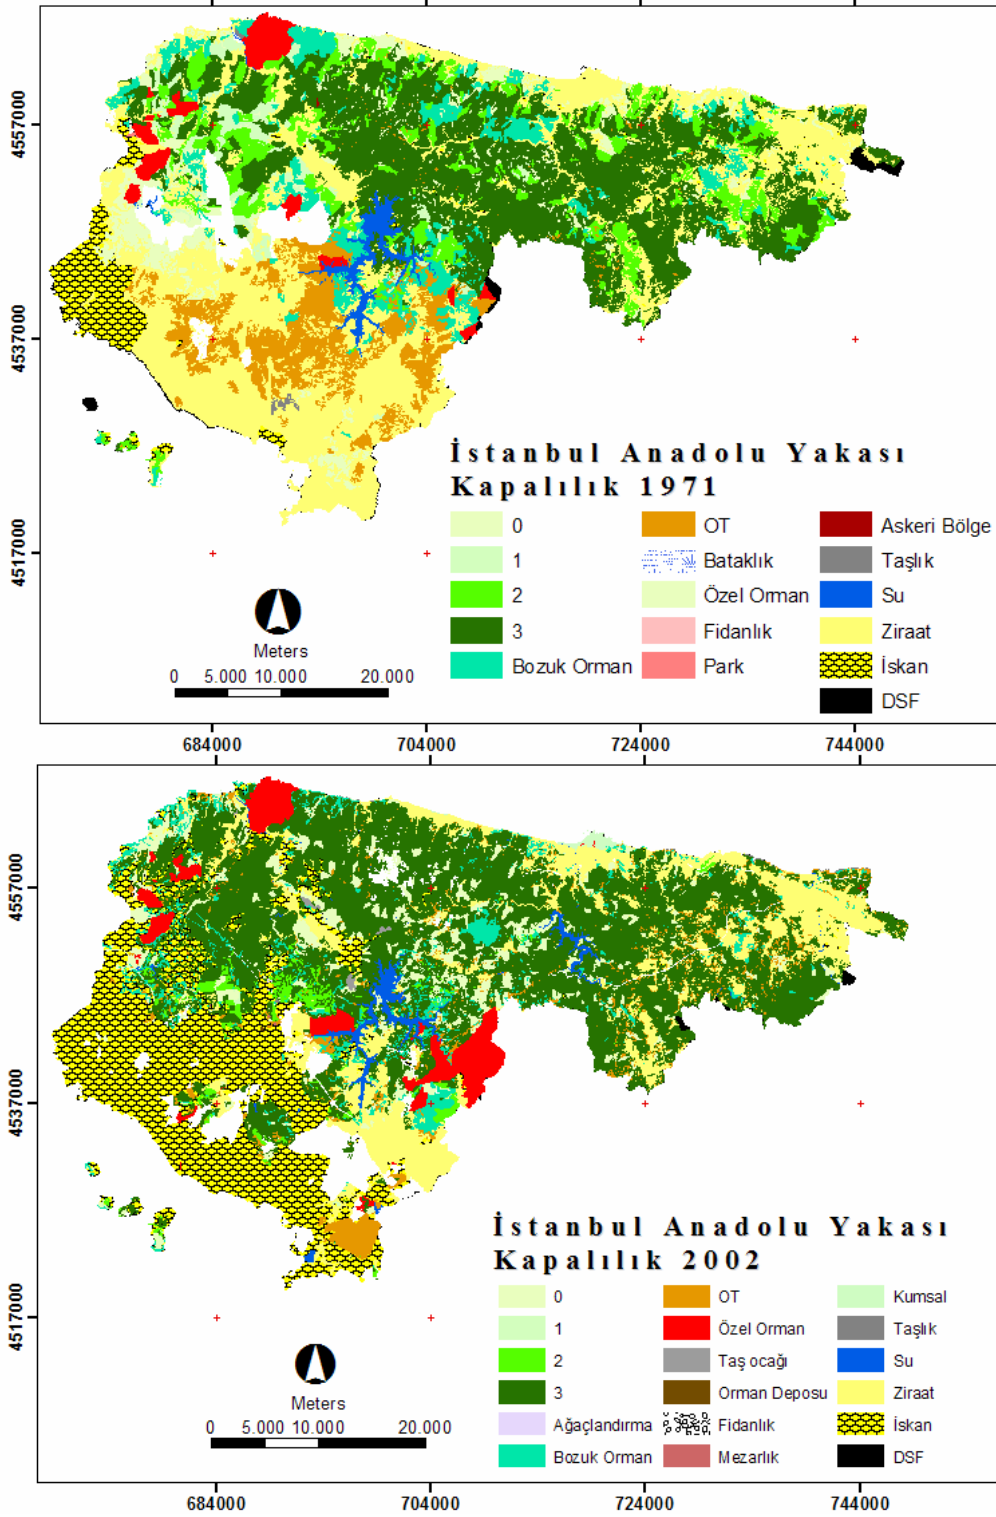 4557000
4537000
4517000
İstanbul Anadolu Yakası
Kapalılık 1971
0
1
2
3
Bozuk Orman
OT
Bataklık
Özel Orman
Fidanlık
Park
Askeri Bölge
Taşlık
Su
Ziraat
İskan
DSF
Meters
0 5.000 10.000 20.000
684000 704000 724000 744000
4557000
4537000
4517000
İstanbul Anadolu Yakası
Kapalılık 2002
0
1
2
3
Ağaçlandırma
Bozuk Orman
OT
Özel Orman
Taş ocağı
Orman Deposu
Fidanlık
Mezarlık
Kumsal
Taşlık
Su
Ziraat
İskan
DSF
Meters
0 5.000 10.000 20.000
684000 704000 724000 744000